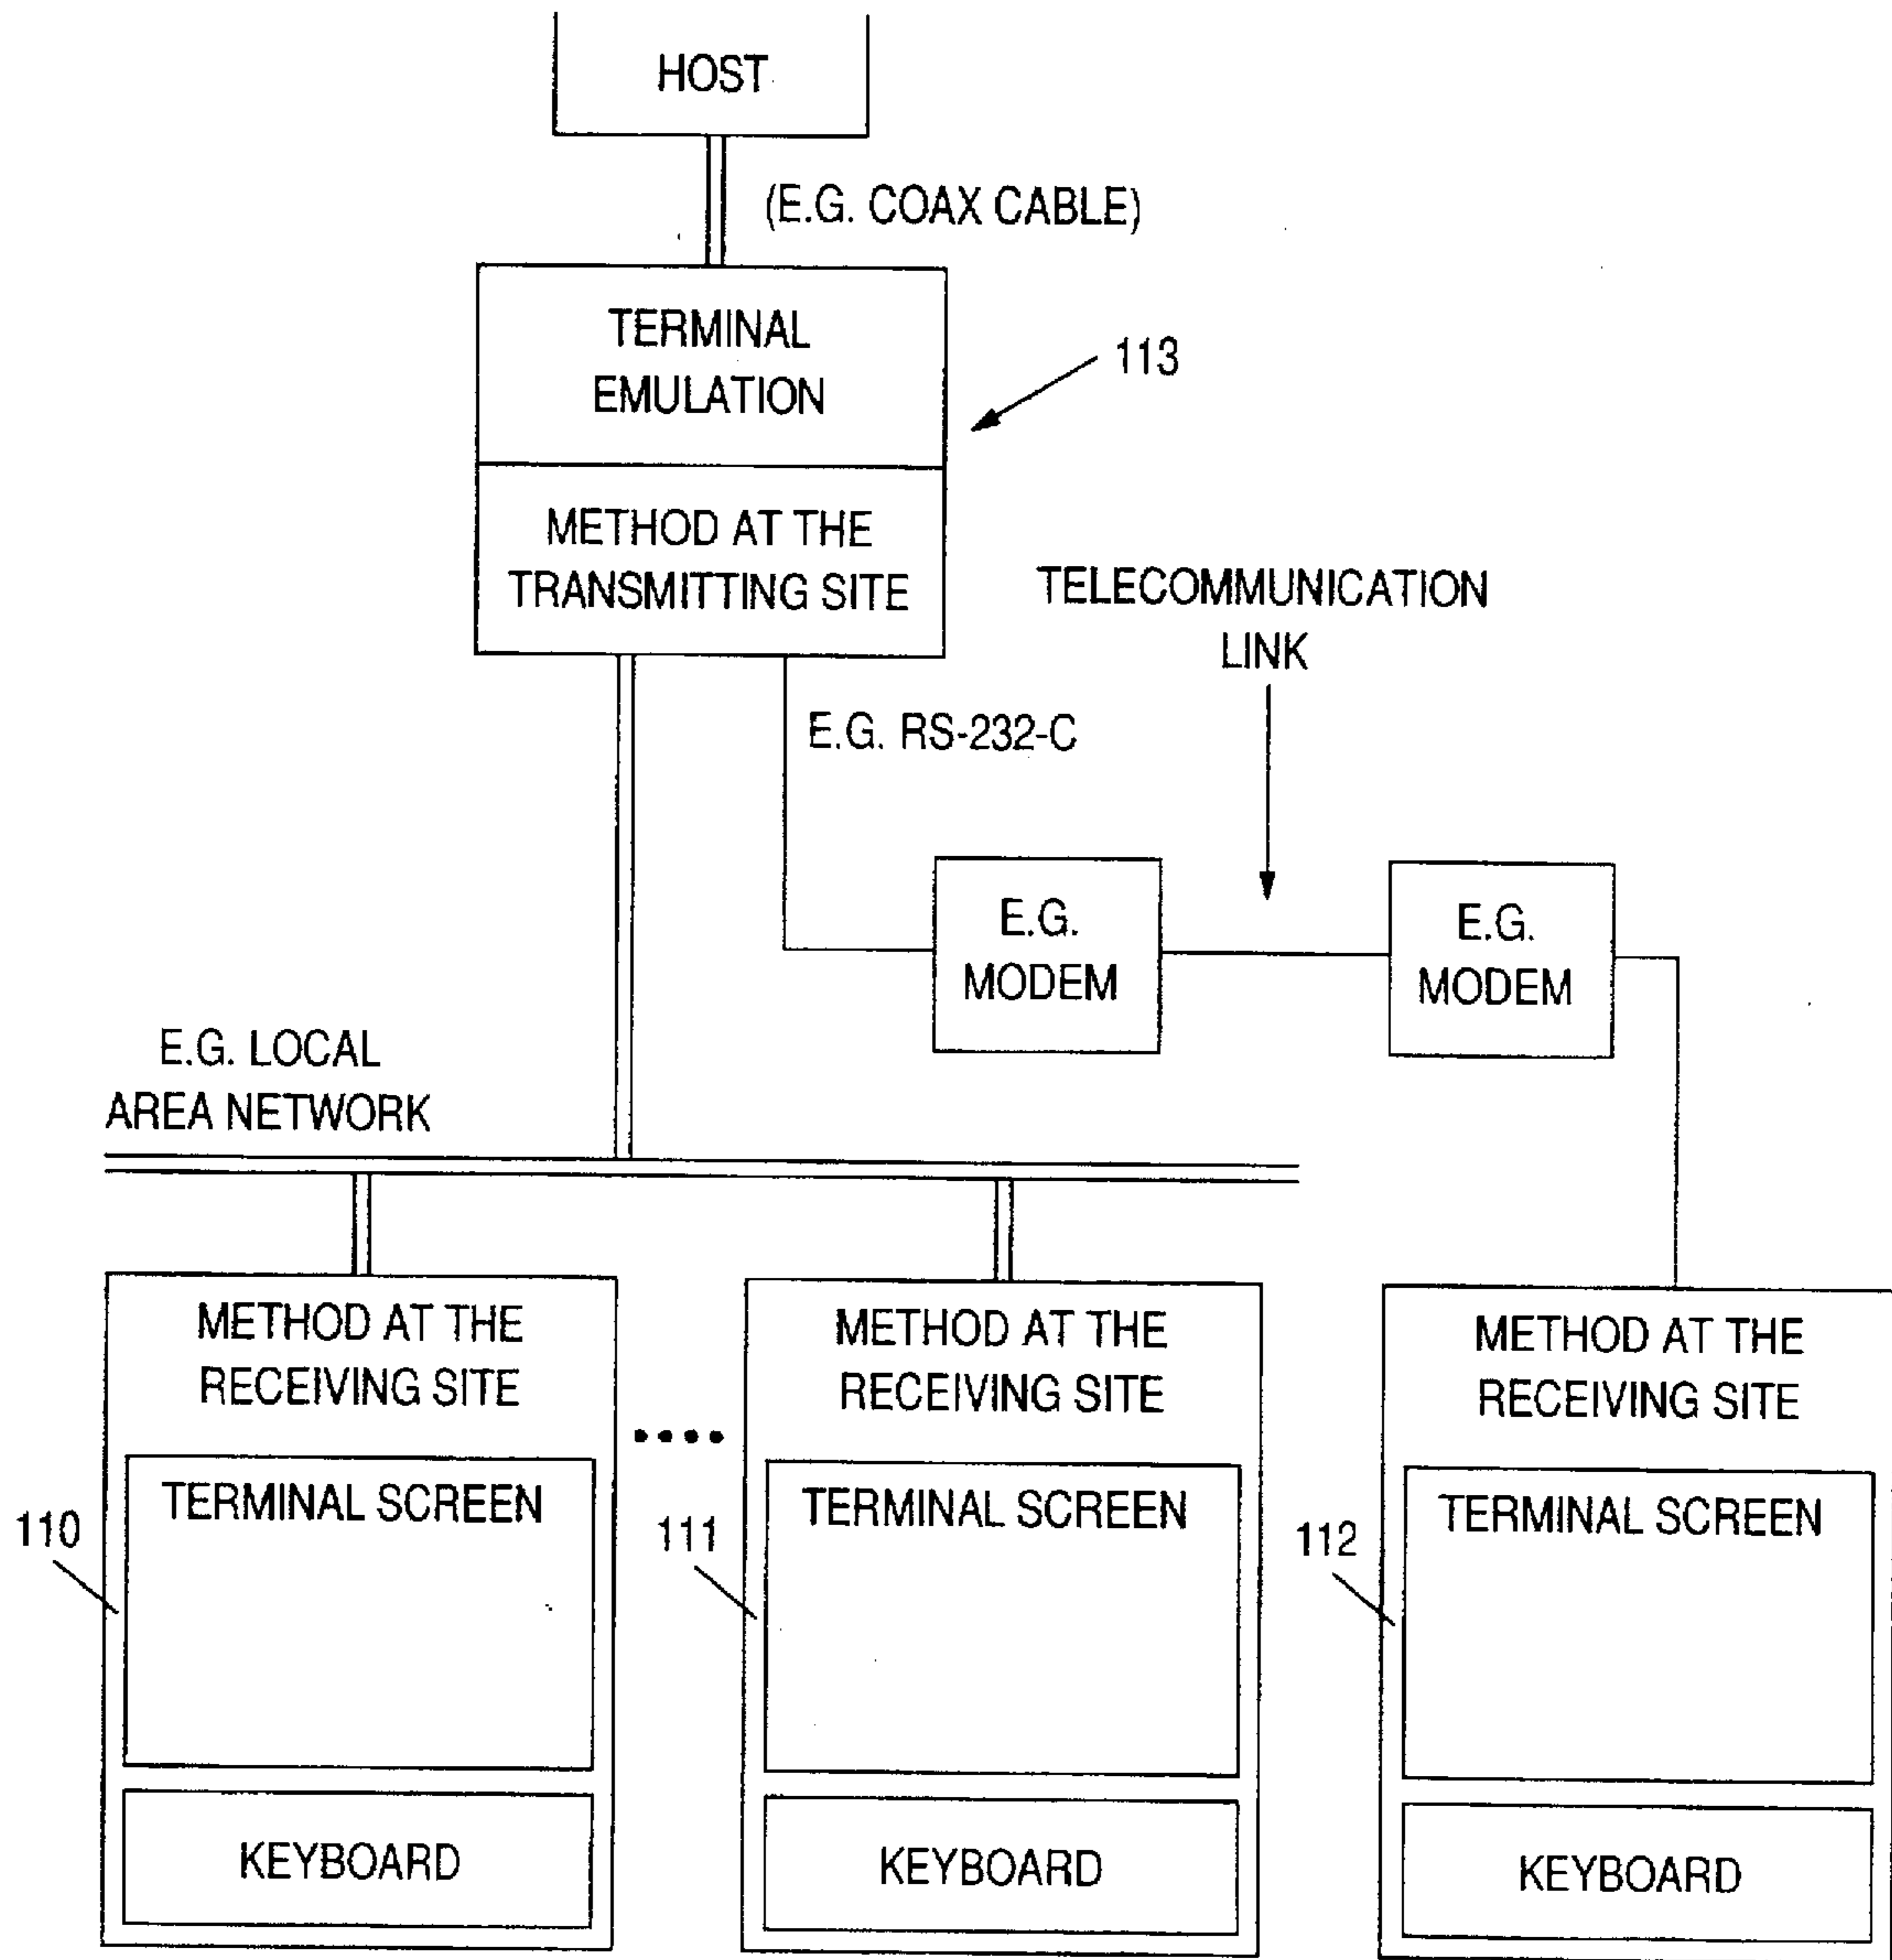 HOST
(E.G. COAX CABLE)
TERMINAL
EMULATION
113
METHOD AT THE
TRANSMITTING SITE
TELECOMMUNICATION
LINK
E.G. RS-232-C
E.G.
MODEM
E.G.
MODEM
E.G. LOCAL
AREA NETWORK
METHOD AT THE
RECEIVING SITE
TERMINAL SCREEN
110
KEYBOARD
METHOD AT THE
RECEIVING SITE
TERMINAL SCREEN
111
KEYBOARD
METHOD AT THE
RECEIVING SITE
TERMINAL SCREEN
112
KEYBOARD